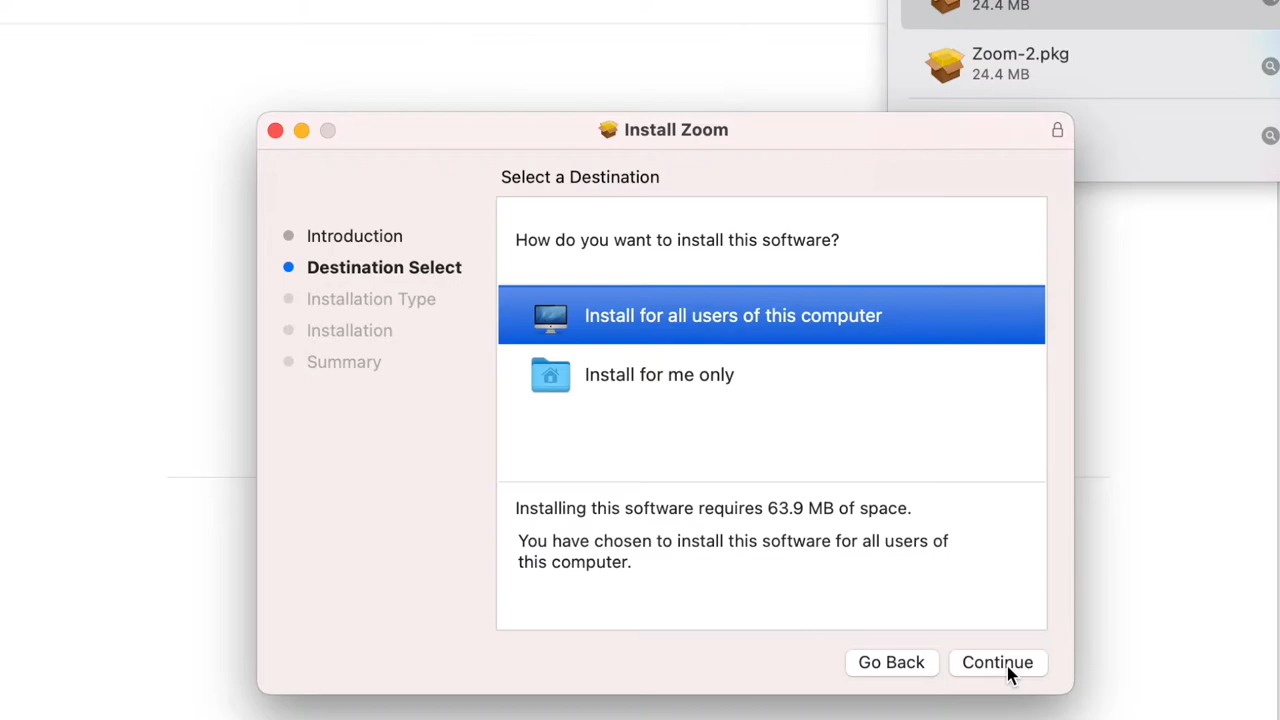 24.4 MB
Zoom-2.pkg
24.4 MB
Install Zoom
Select a Destination
Introduction
Destination Select
Installation Type
Installation
Summary
How do you want to install this software?
Install for all users of this computer
Install for me only
Installing this software requires 63.9 MB of space.
You have chosen to install this software for all users of
this computer.
Go Back
Continue